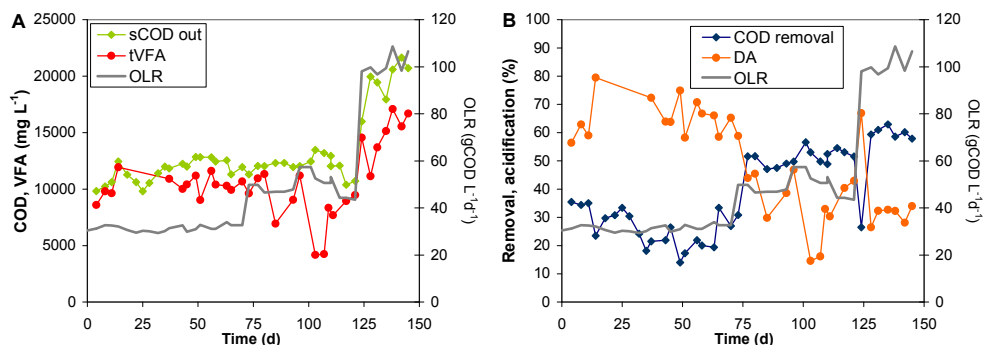 A
sCOD out
tVFA
OLR
COD, VFA (mg L⁻¹)
25000
20000
15000
10000
5000
0
0 25 50 75 100 125 150
Time (d)
120
100
80
60
40
20
0
OLR (gCOD L⁻¹d⁻¹)
B
COD removal
DA
OLR
Removal, acidification (%)
100
90
80
70
60
50
40
30
20
10
0
0 25 50 75 100 125 150
Time (d)
120
100
80
60
40
20
0
OLR (gCOD L⁻¹d⁻¹)